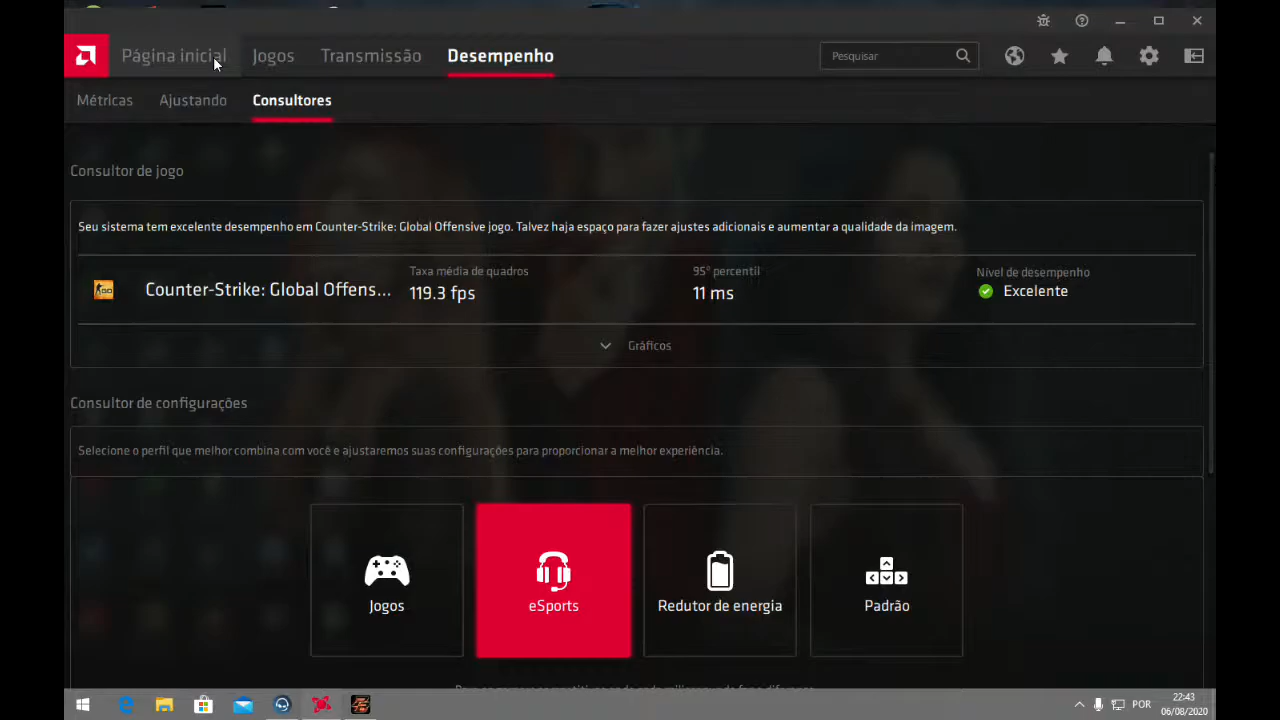 Página inicial Jogos Transmissão Desempenho Pesquisar
Métricas Ajustando Consultores
Consultor de jogo
Seu sistema tem excelente desempenho em Counter-Strike: Global Offensive jogo. Talvez haja espaço para fazer ajustes adicionais e aumentar a qualidade da imagem.
Taxa média de quadros 95º percentil Nível de desempenho
Counter-Strike: Global Offens... 119.3 fps 11 ms Excelente
Gráficos
Consultor de configurações
Selecione o perfil que melhor combina com você e ajustaremos suas configurações para proporcionar a melhor experiência.
Jogos eSports Redutor de energia Padrão
22:43
POR
06/08/2020